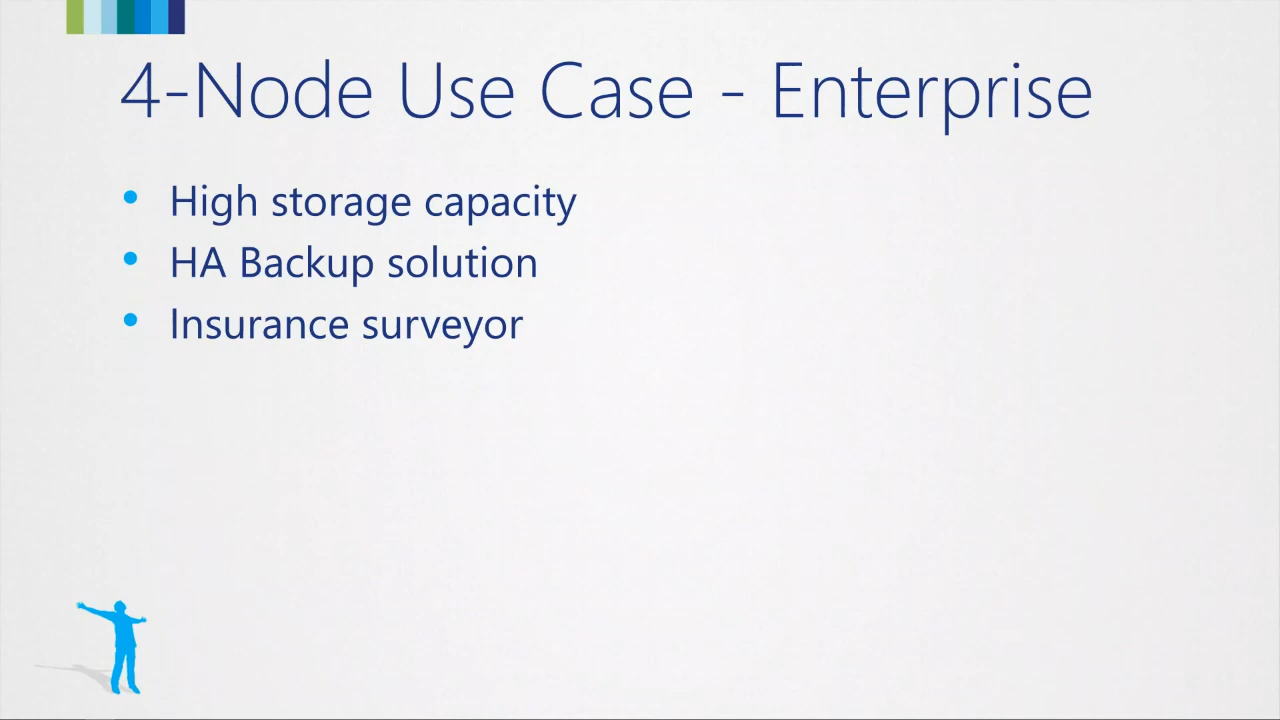 4-Node Use Case - Enterprise
• High storage capacity
• HA Backup solution
• Insurance surveyor